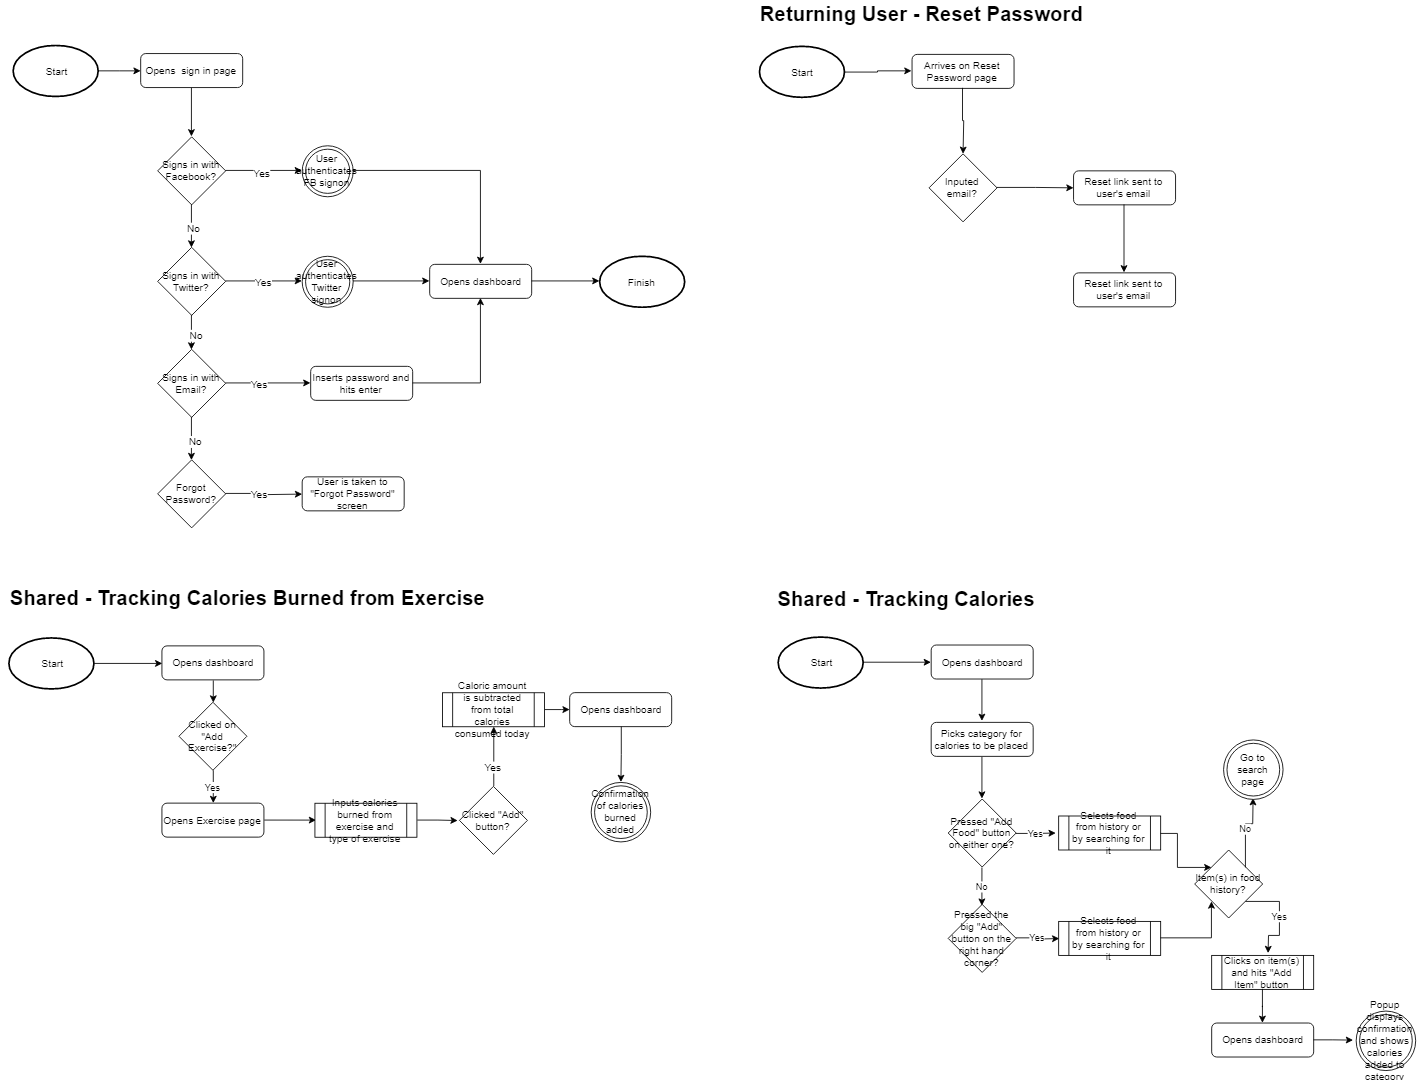 Returning User - Reset Password
Start
Opens  sign in page
Signs in with
Facebook?
Yes
User
authenticates
FB signon
No
Signs in with
Twitter?
Yes
User
authenticates
Twitter
signon
Opens dashboard
Finish
No
Signs in with
Email?
Yes
Inserts password and
hits enter
No
Forgot
Password?
Yes
User is taken to
"Forgot Password"
screen
Start
Arrives on Reset
Password page
Inputed
email?
Reset link sent to
user's email
Reset link sent to
user's email
Shared - Tracking Calories Burned from Exercise
Start
Opens dashboard
Clicked on
"Add
Exercise?"
Yes
Opens Exercise page
Inputs calories
burned from
exercise and
type of exercise
Clicked "Add"
button?
Yes
Caloric amount
is subtracted
from total
calories
consumed today
Opens dashboard
Confirmation
of calories
burned
added
Shared - Tracking Calories
Start
Opens dashboard
Picks category for
calories to be placed
Pressed "Add
Food" button
on either one?
Yes
Selects food
from history or
by searching for
it
No
Pressed the
big "Add"
button on the
right hand
corner?
Yes
Selects food
from history or
by searching for
it
Item(s) in food
history?
No
Go to
search
page
Yes
Clicks on item(s)
and hits "Add
Item" button
Opens dashboard
Popup
displays
confirmation
and shows
calories
added to
category